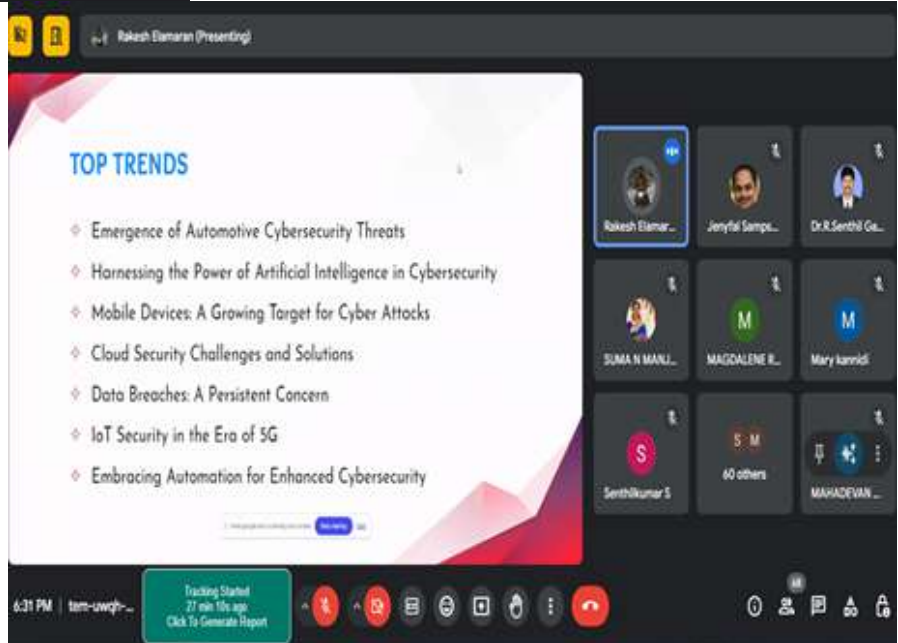 Rakesh Elamaran (Presenting)
TOP TRENDS
Emergence of Automotive Cybersecurity Threats
Harnessing the Power of Artificial Intelligence in Cybersecurity
Mobile Devices: A Growing Target for Cyber Attacks
Cloud Security Challenges and Solutions
Data Breaches: A Persistent Concern
IoT Security in the Era of 5G
Embracing Automation for Enhanced Cybersecurity
Rakesh Elamar...
Jenyfal Samps...
Dr.R.Senthil Ga...
SUMA N MANJ...
M
MAGDALENE R...
M
Mary kannidi
S
Senthilkumar S
S M
60 others
MAHADEVAN ...
6:31 PM | tem-uwqh-...
Tracking Started
27 min 10s ago
Click To Generate Report
68